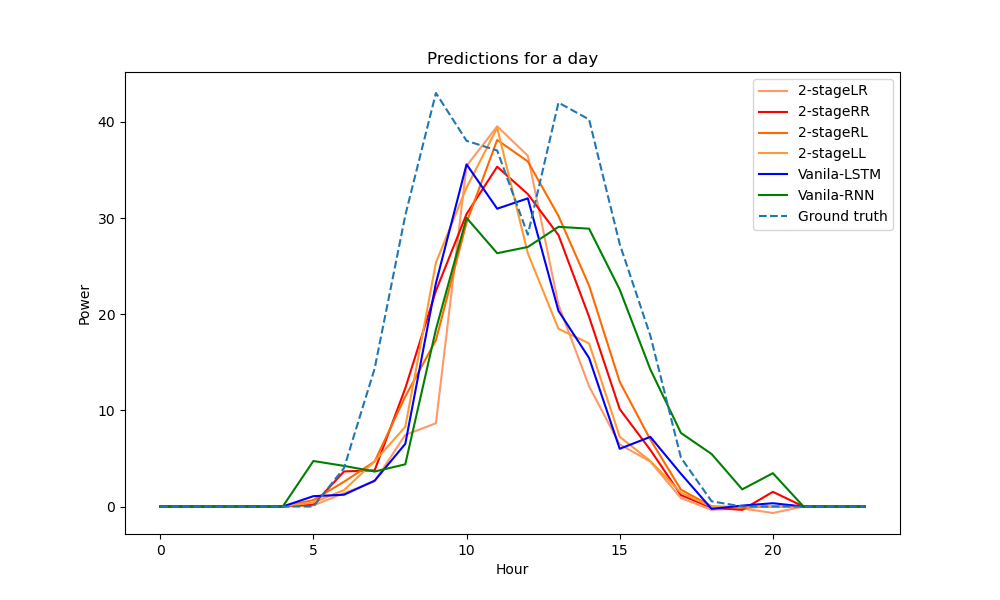 Predictions for a day
2-stageLR
2-stageRR
2-stageRL
2-stageLL
Vanila-LSTM
Vanila-RNN
Ground truth
Power
40
30
20
10
0
0 5 10 15 20
Hour